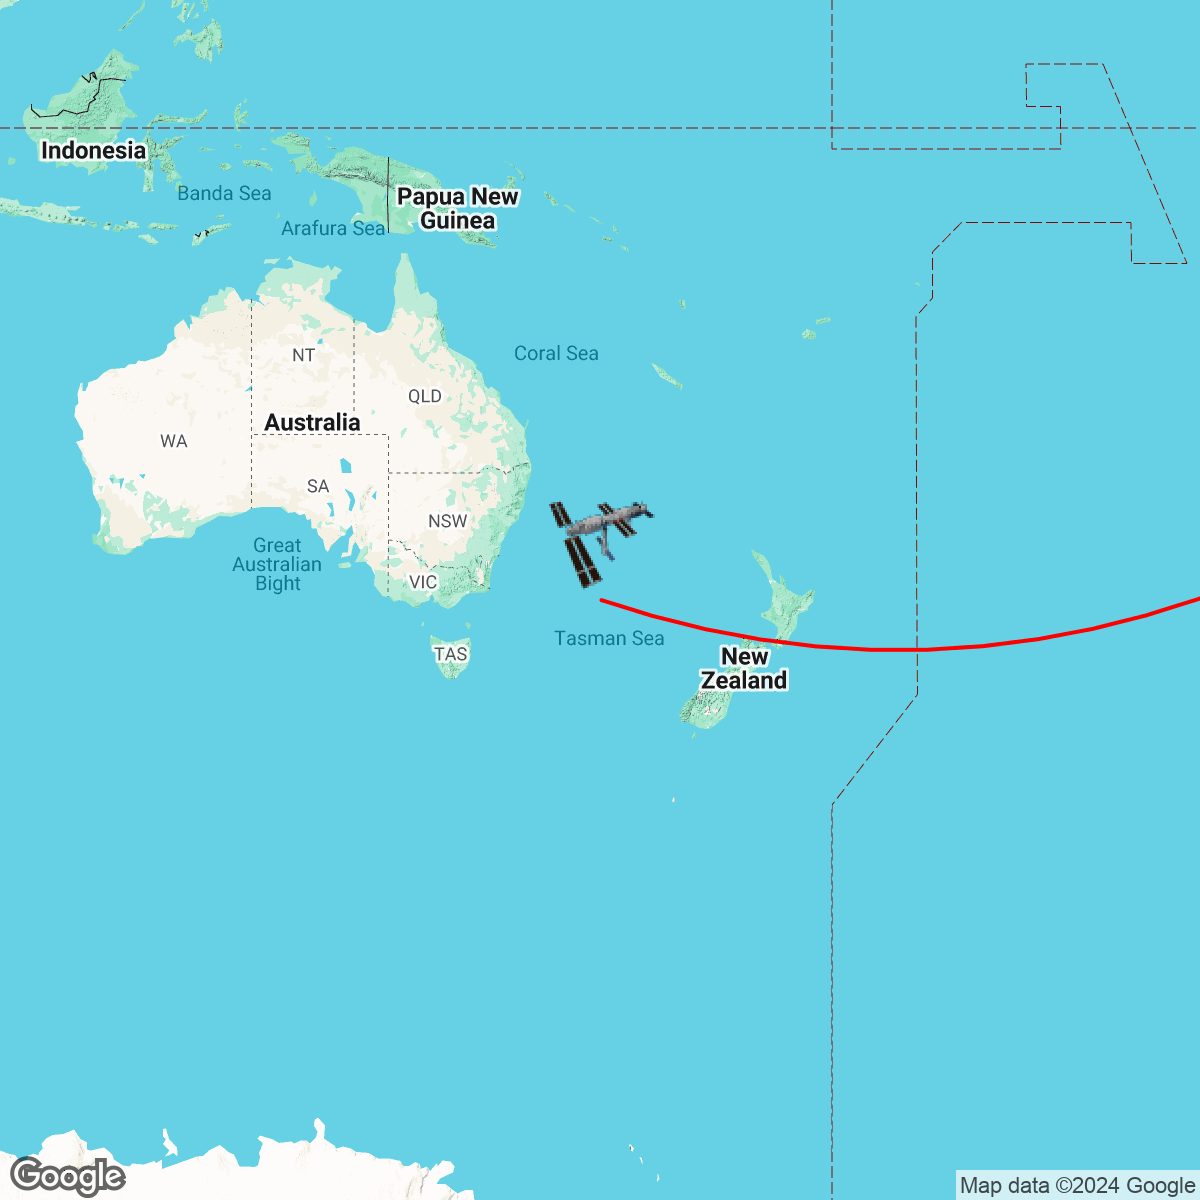 Indonesia
Banda Sea
Papua New
Guinea
Arafura Sea
NT
Coral Sea
QLD
Australia
WA
SA
NSW
Great
Australian
Bight
VIC
Tasman Sea
TAS
New
Zealand
Google
Map data ©2024 Google